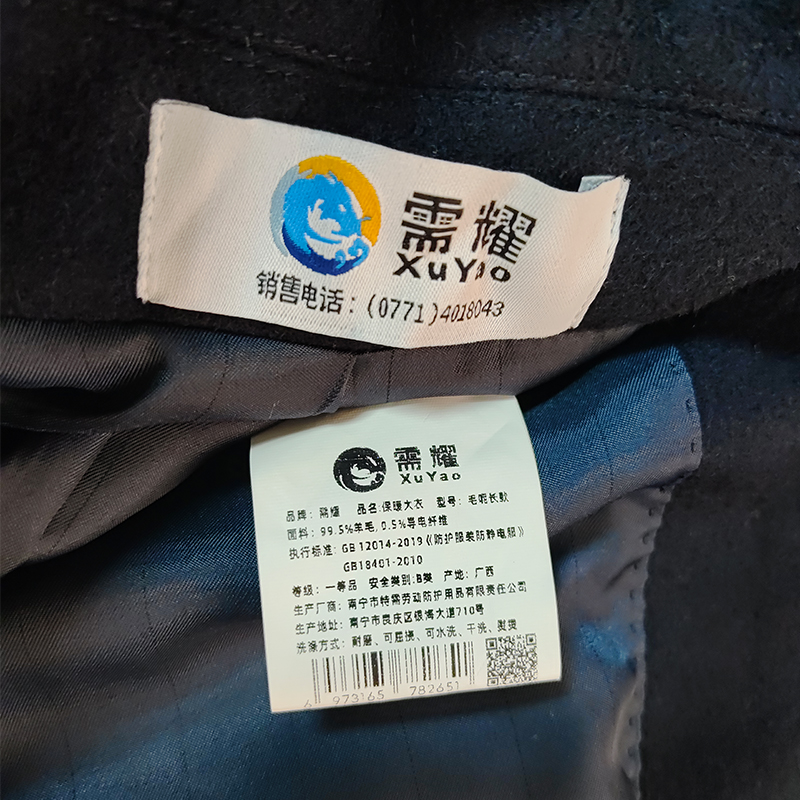 需耀
XuYao
销售电话：(0771)4018043
需耀
XuYao
品牌：需耀 品名：保暖大衣 型号：毛呢长款
面料：99.5%羊毛，0.5%导电纤维
执行标准：GB 12014-2019《防护服装防静电服》
GB18401-2010
等级：一等品 安全类别：B类 产地：广西
生产厂商：南宁市特需劳动防护用品有限责任公司
生产地址：南宁市良庆区银海大道710号
洗涤方式：耐磨、可屈挠、可水洗、干洗、熨烫
6 973165 782651